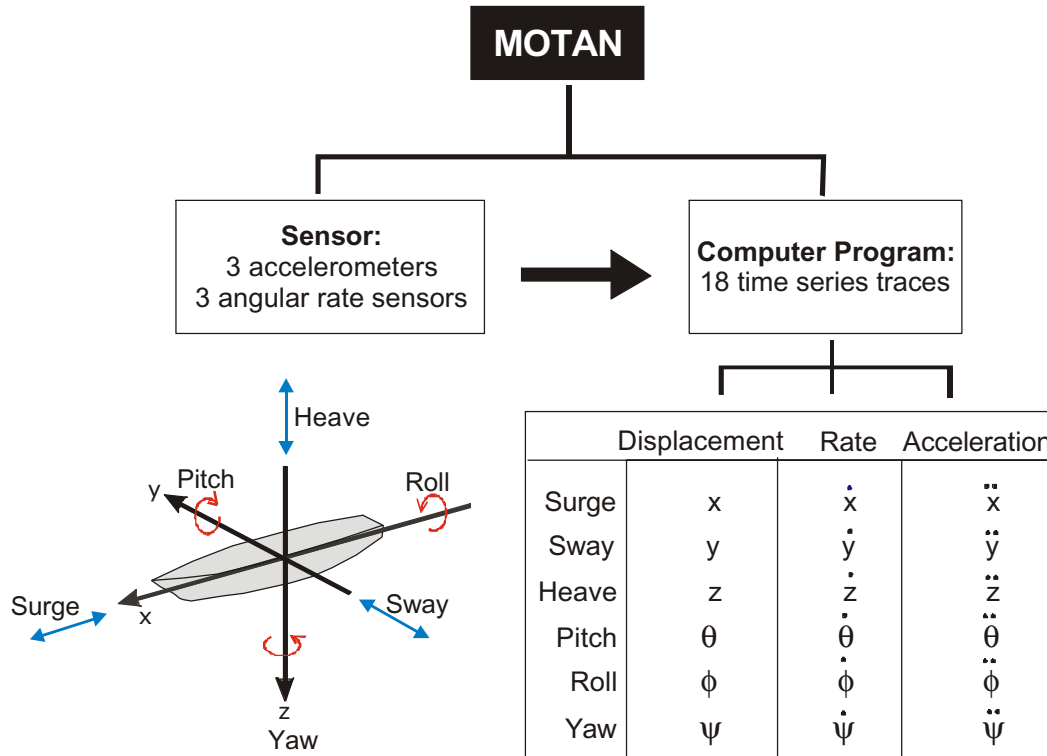 MOTAN
Sensor:
3 accelerometers
3 angular rate sensors
Computer Program:
18 time series traces
Heave
Pitch
Roll
y
Surge
x
Sway
z
Yaw
Displacement Rate Acceleration
Surge x ẋ ẍ
Sway y ẏ ÿ
Heave z ż z̈
Pitch θ θ̇ θ̈
Roll ϕ ϕ̇ ϕ̈
Yaw ψ ψ̇ ψ̈